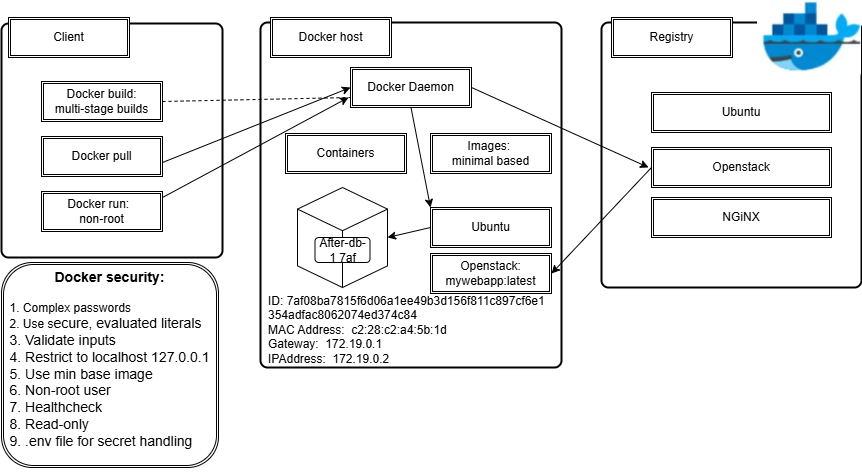 Client
Docker build:
multi-stage builds
Docker pull
Docker run:
non-root
Docker host
Docker Daemon
Containers
Images:
minimal based
After-db-
1 7af
Ubuntu
Openstack:
mywebapp:latest
ID: 7af08ba7815f6d06a1ee49b3d156f811c897cf6e1
354adfac8062074ed374c84
MAC Address: c2:28:c2:a4:5b:1d
Gateway: 172.19.0.1
IPAddress: 172.19.0.2
Registry
Ubuntu
Openstack
NGiNX
Docker security:
1. Complex passwords
2. Use secure, evaluated literals
3. Validate inputs
4. Restrict to localhost 127.0.0.1
5. Use min base image
6. Non-root user
7. Healthcheck
8. Read-only
9. .env file for secret handling